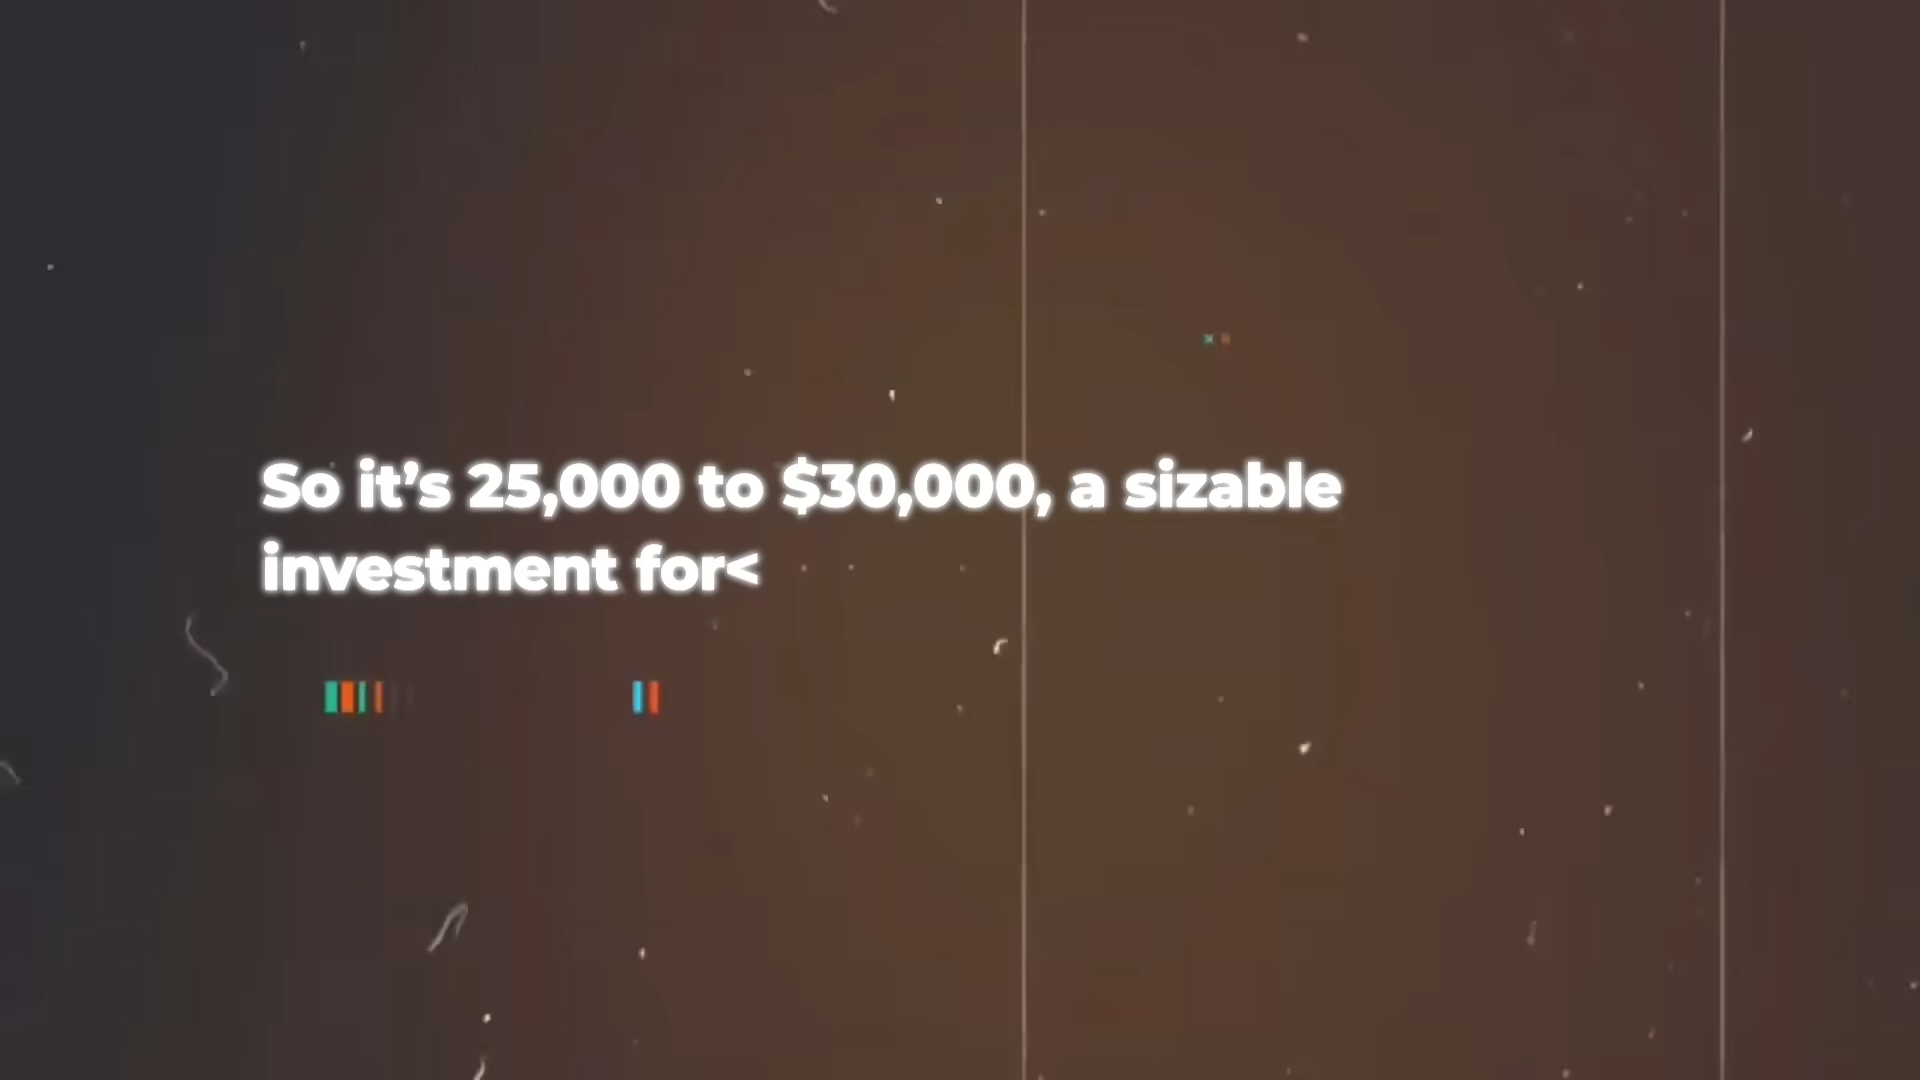 So it’s 25,000 to $30,000, a sizable
investment for<